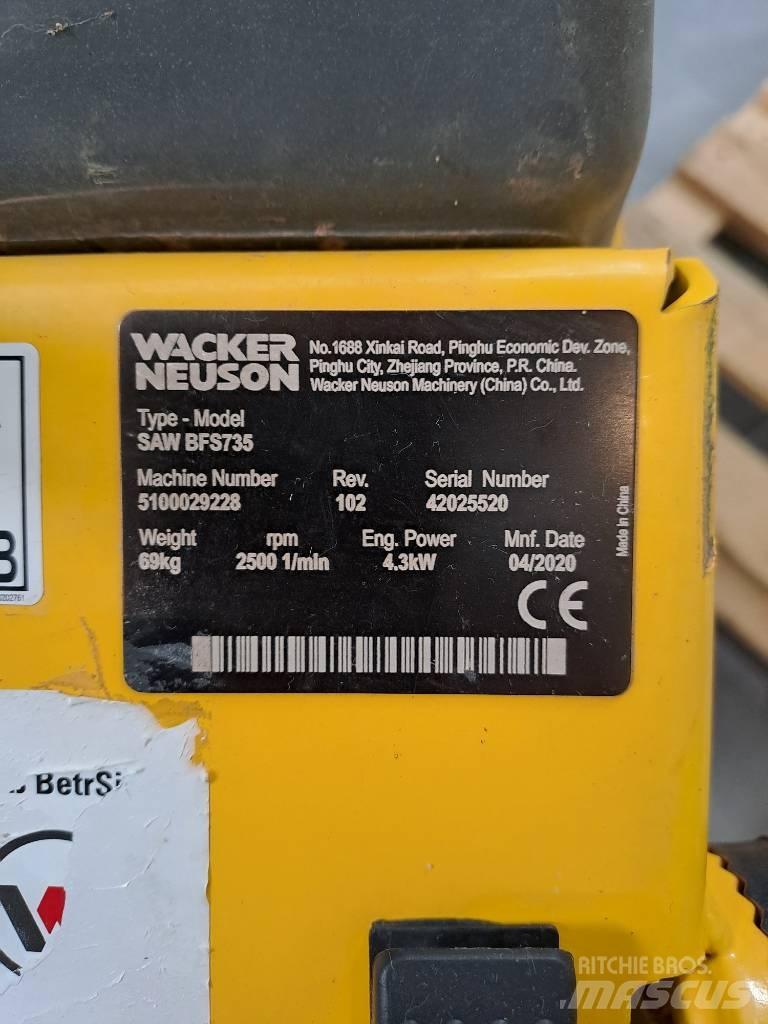 WACKER
NEUSON
No.1688 Xinkai Road, Pinghu Economic Dev. Zone,
Pinghu City, Zhejiang Province, P.R. China.
Wacker Neuson Machinery (China) Co., Ltd.
Type - Model
SAW BFS735
Machine Number Rev. Serial Number
5100029228 102 42025520
Weight rpm Eng. Power Mnf. Date
69kg 2500 1/min 4.3kW 04/2020
Made in China
CE
B
BetrSi
RITCHIE BROS.
MASCUS